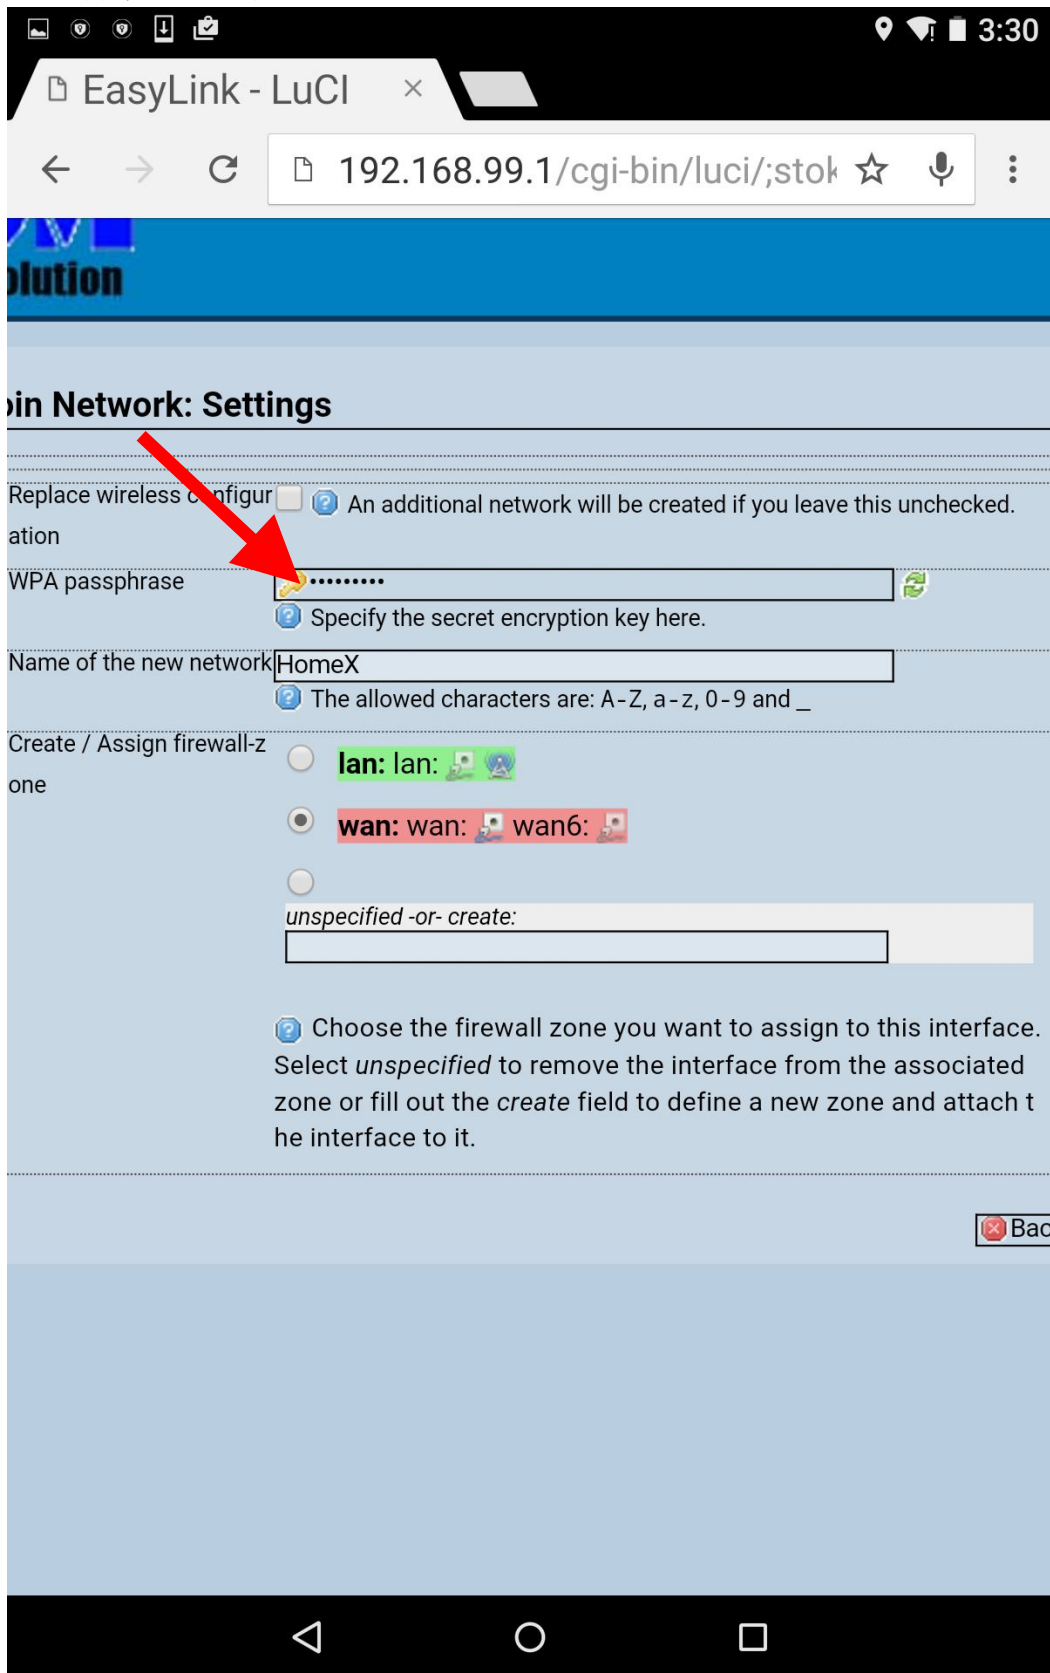 3:30
EasyLink - LuCI
192.168.99.1/cgi-bin/luci/;stok
olution
oin Network: Settings
Replace wireless configur
ation
An additional network will be created if you leave this unchecked.
WPA passphrase
•••••••••
Specify the secret encryption key here.
Name of the new network
HomeX
The allowed characters are: A-Z, a-z, 0-9 and _
Create / Assign firewall-z
one
lan: lan:
wan: wan: wan6:
unspecified -or- create:
Choose the firewall zone you want to assign to this interface.
Select unspecified to remove the interface from the associated
zone or fill out the create field to define a new zone and attach t
he interface to it.
Bac